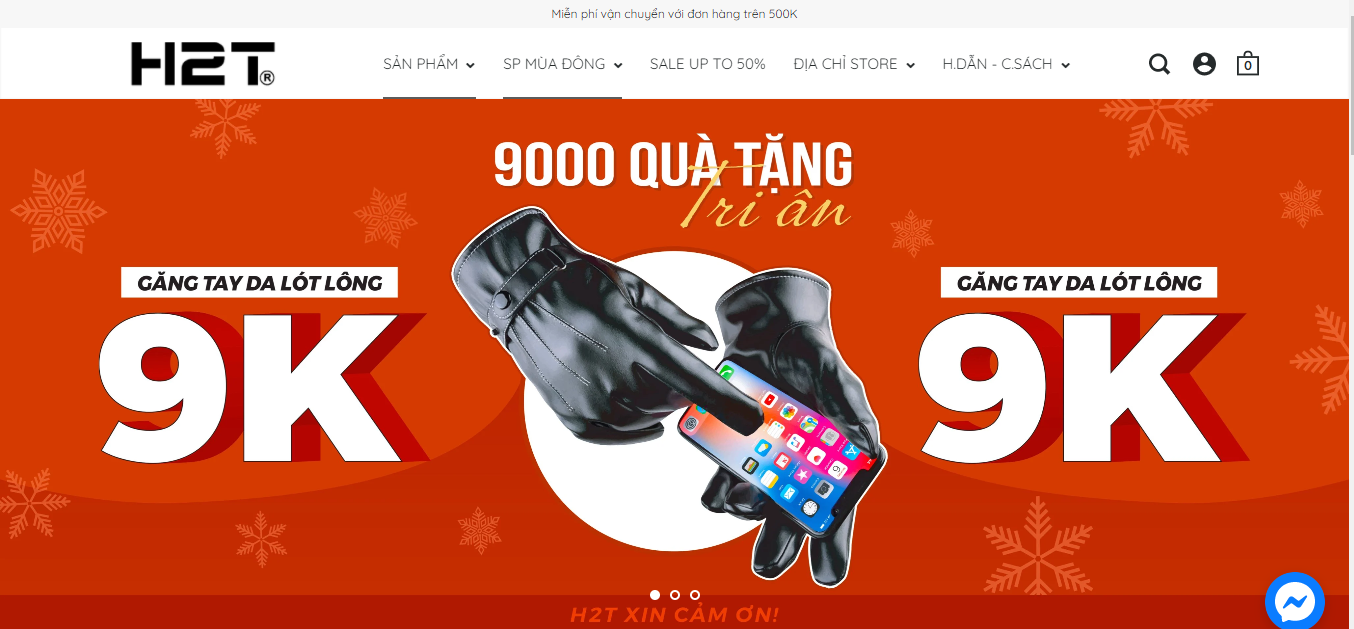 Miễn phí vận chuyển với đơn hàng trên 500K
H2T®
SẢN PHẨM
SP MÙA ĐÔNG
SALE UP TO 50%
ĐỊA CHỈ STORE
H.DẪN - C.SÁCH
0
9000 QUÀ TẶNG
Tri ân
GĂNG TAY DA LÓT LÔNG
9K
GĂNG TAY DA LÓT LÔNG
9K
H2T XIN CẢM ƠN!